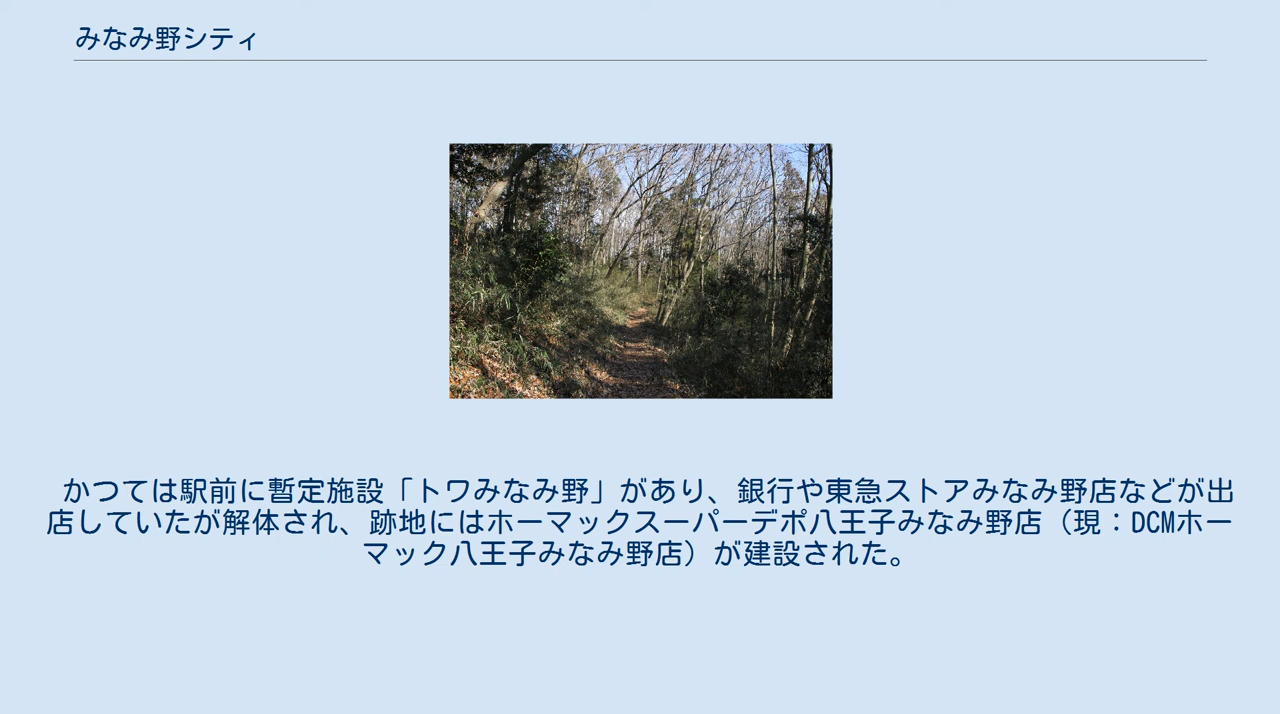 みなみ野シティ
かつては駅前に暫定施設「トワみなみ野」があり、銀行や東急ストアみなみ野店などが出
店していたが解体され、跡地にはホーマックスーパーデポ八王子みなみ野店（現：DCMホー
マック八王子みなみ野店）が建設された。